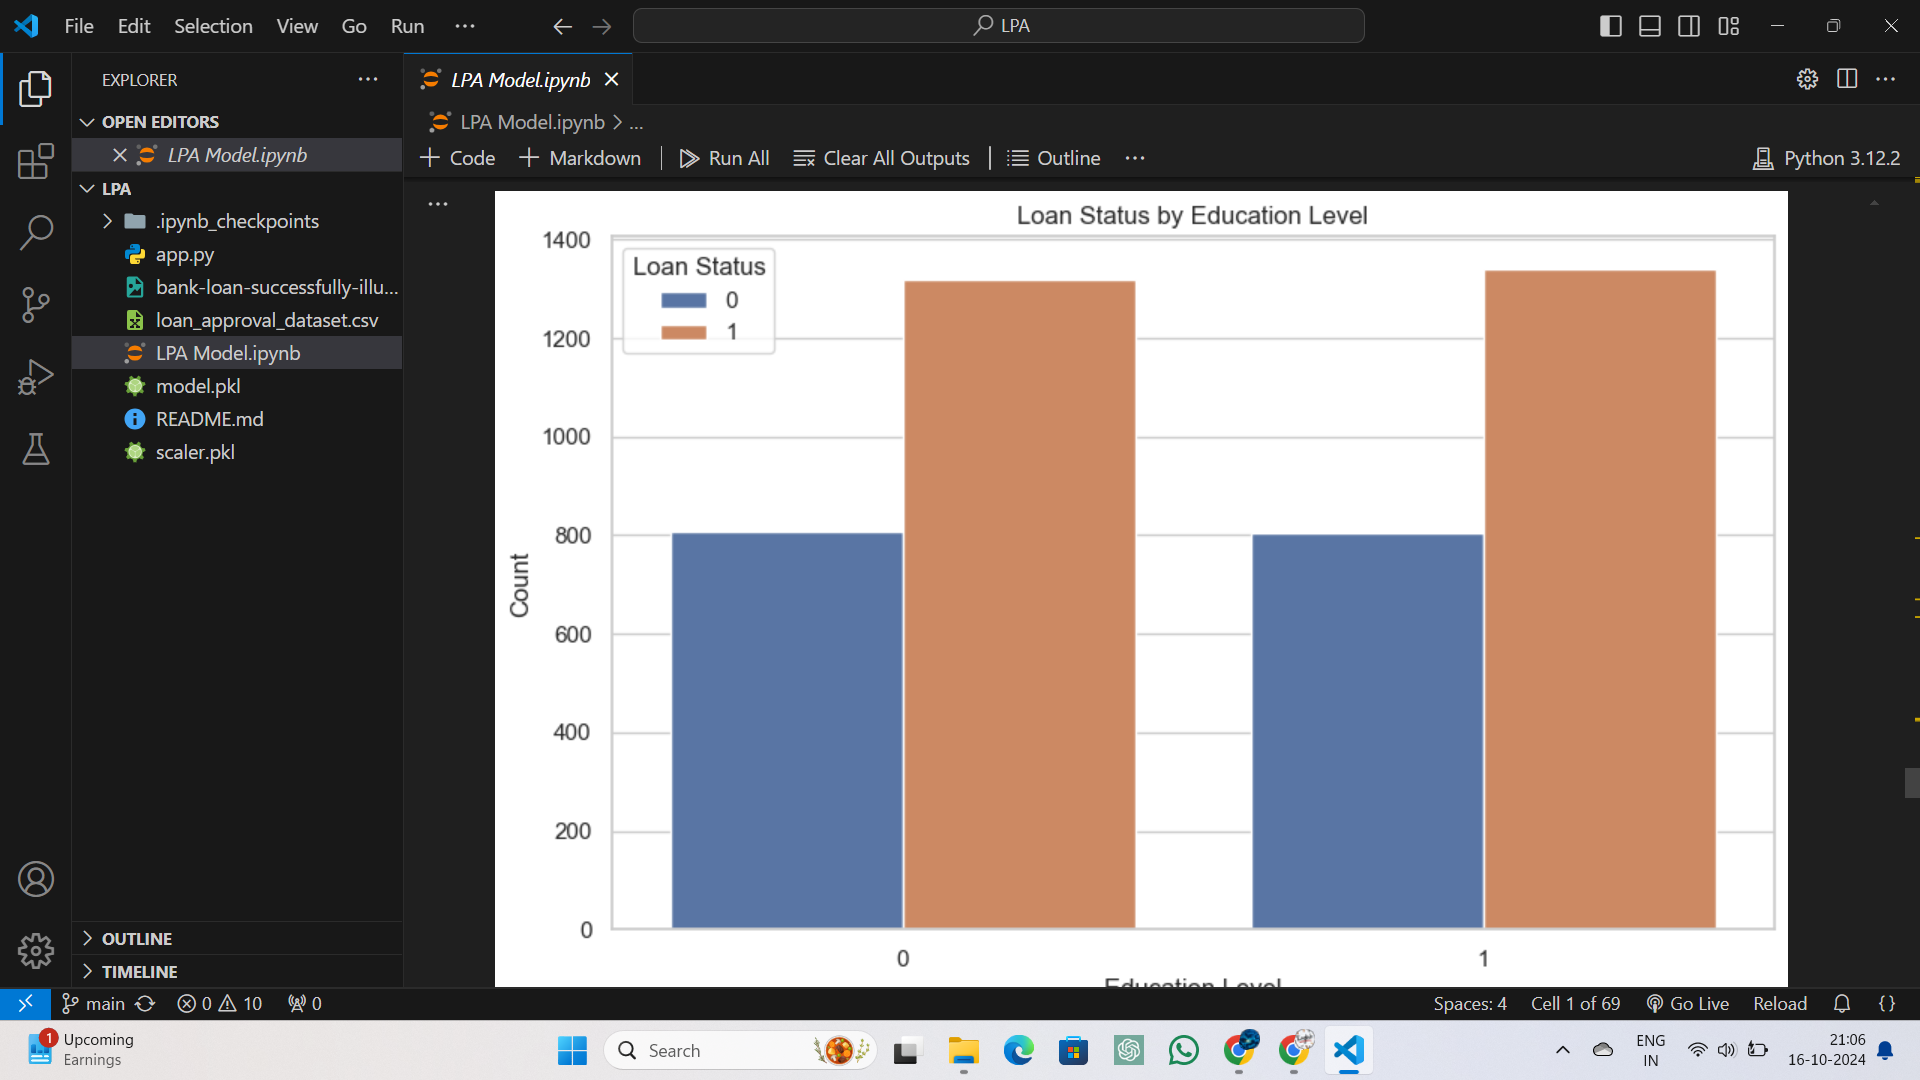 File Edit Selection View Go Run
LPA
EXPLORER
OPEN EDITORS
LPA Model.ipynb
LPA
.ipynb_checkpoints
app.py
bank-loan-successfully-illu...
loan_approval_dataset.csv
LPA Model.ipynb
model.pkl
README.md
scaler.pkl
OUTLINE
TIMELINE
LPA Model.ipynb
LPA Model.ipynb > ...
Code Markdown Run All Clear All Outputs Outline ... Python 3.12.2
Loan Status by Education Level
Loan Status
0
1
1400
1200
1000
800
600
400
200
0
Count
0 1
Education Level
main 0 10 0 Spaces: 4 Cell 1 of 69 Go Live Reload {}
1
Upcoming
Earnings
Search
ENG
IN
21:06
16-10-2024